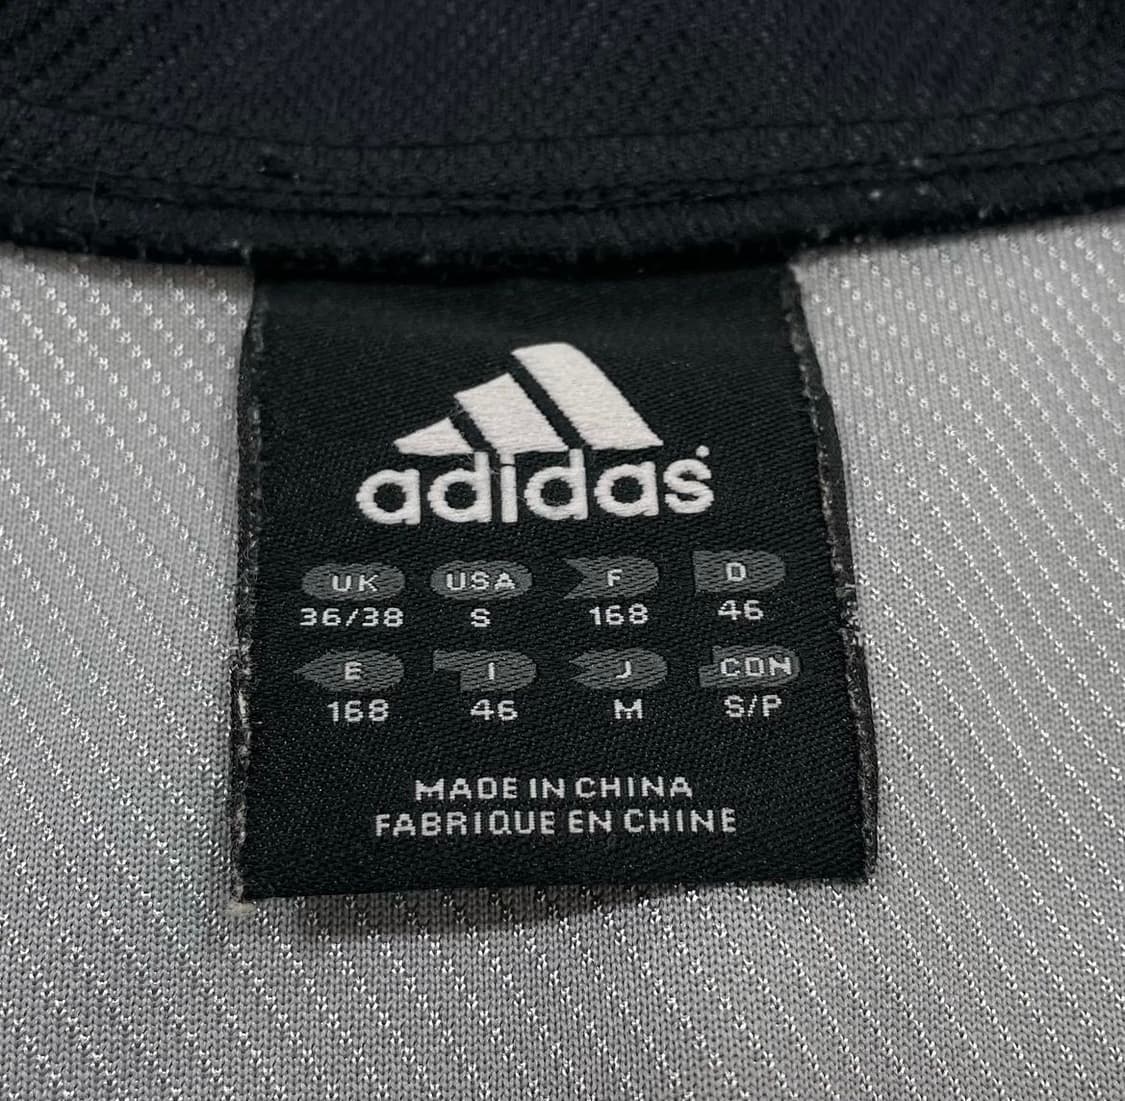 adidas
UK USA F D
36/38 S 168 46
E I J CDN
168 46 M S/P
MADE IN CHINA
FABRIQUE EN CHINE